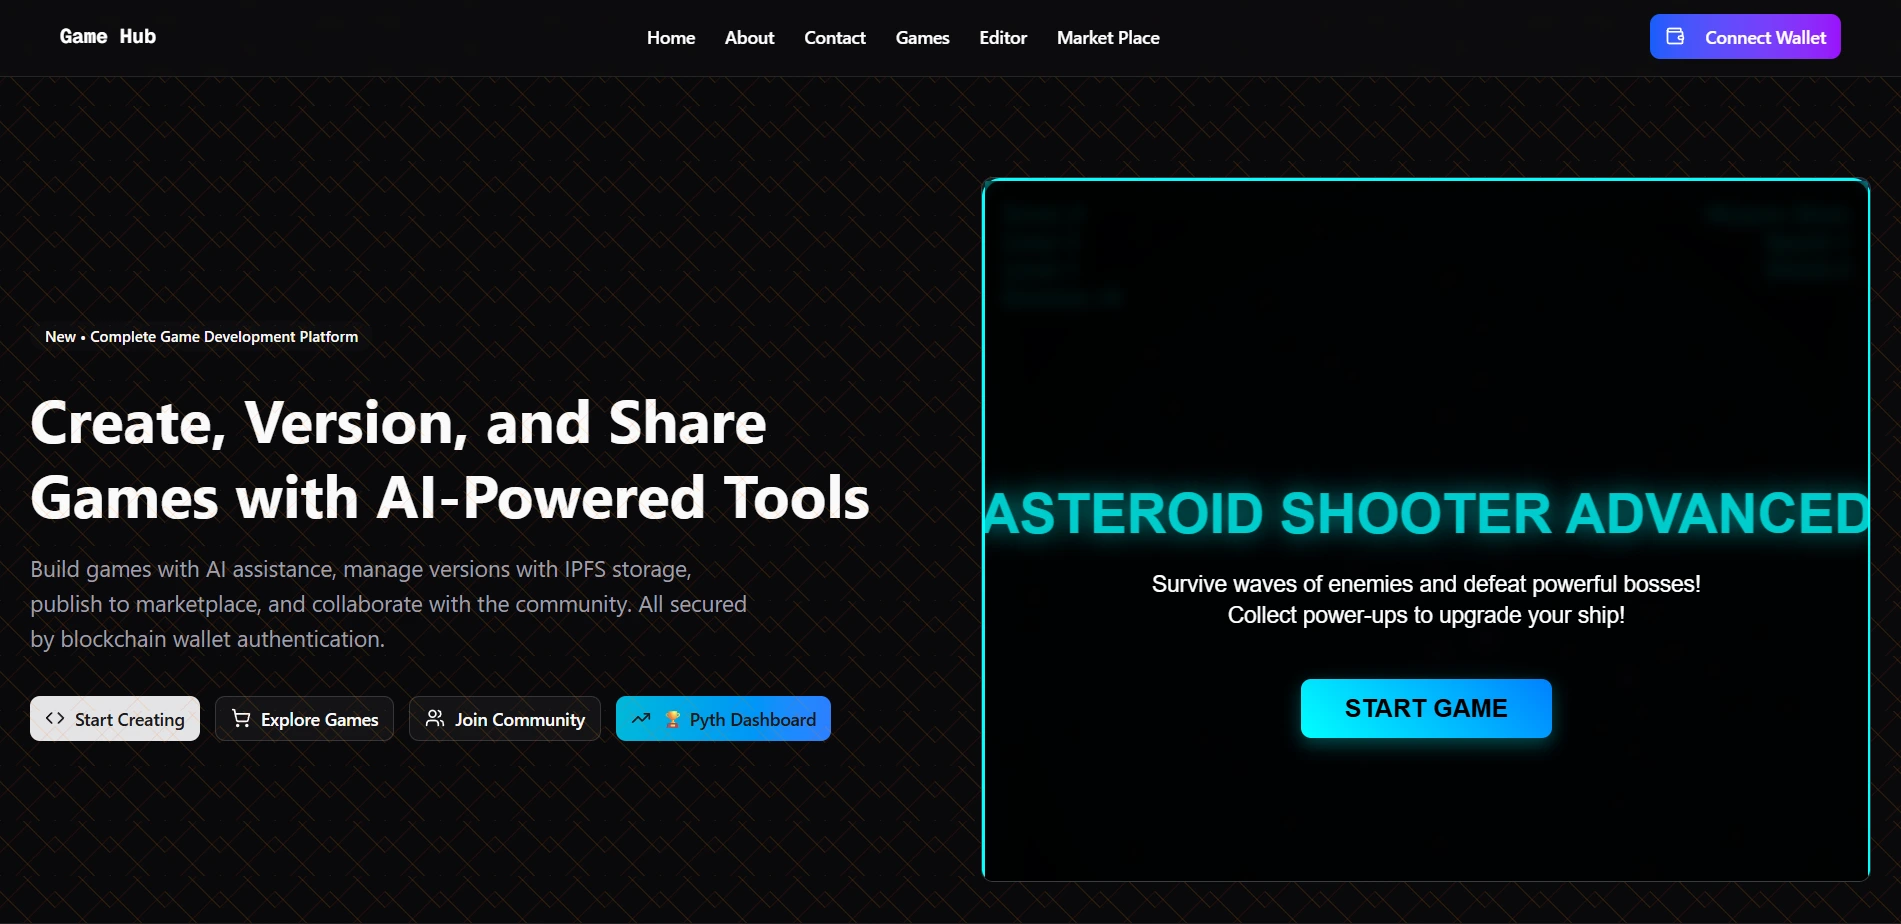 Game Hub
Home About Contact Games Editor Market Place
Connect Wallet
New • Complete Game Development Platform
Create, Version, and Share
Games with AI-Powered Tools
Build games with AI assistance, manage versions with IPFS storage,
publish to marketplace, and collaborate with the community. All secured
by blockchain wallet authentication.
Start Creating
Explore Games
Join Community
🏆 Pyth Dashboard
ASTEROID SHOOTER ADVANCED
Survive waves of enemies and defeat powerful bosses!
Collect power-ups to upgrade your ship!
START GAME